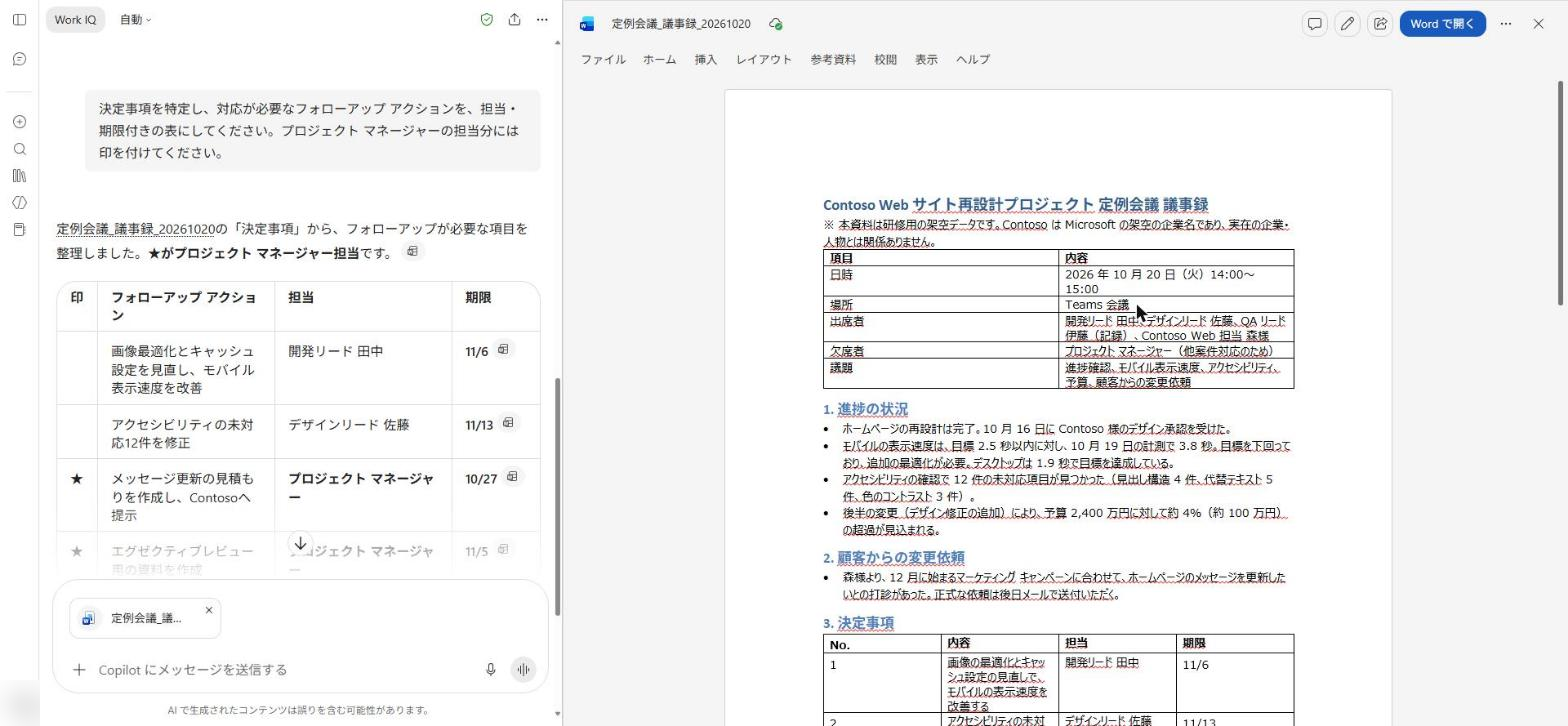 Work IQ
自動
決定事項を特定し、対応が必要なフォローアップ アクションを、担当・
期限付きの表にしてください。プロジェクト マネージャーの担当分には
印を付けてください。
定例会議_議事録_20261020の「決定事項」から、フォローアップが必要な項目を
整理しました。★がプロジェクト マネージャー担当です。
印 フォローアップ アクショ 担当 期限
ン
画像最適化とキャッシュ 開発リード 田中 11/6
設定を見直し、モバイル
表示速度を改善
アクセシビリティの未対 デザインリード 佐藤 11/13
応12件を修正
★ メッセージ更新の見積も プロジェクト マネージャ 10/27
りを作成し、Contosoへ ー
提示
★ エグゼクティブレビュー プロジェクト マネージャ 11/5
用の資料を作成 ー
定例会議_議...
Copilot にメッセージを送信する
AI で生成されたコンテンツは誤りを含む可能性があります。
定例会議_議事録_20261020
Word で開く
ファイル ホーム 挿入 レイアウト 参考資料 校閲 表示 ヘルプ
Contoso Web サイト再設計プロジェクト 定例会議 議事録
※ 本資料は研修用の架空データです。Contoso は Microsoft の架空の企業名であり、実在の企業・
人物とは関係ありません。
項目 内容
日時 2026 年 10 月 20 日（火）14:00～
15:00
場所 Teams 会議
出席者 開発リード 田中、デザインリード 佐藤、QA リード
伊藤（記録）、Contoso Web 担当 森様
欠席者 プロジェクト マネージャー（他案件対応のため）
議題 進捗確認、モバイル表示速度、アクセシビリティ、
予算、顧客からの変更依頼
1. 進捗の状況
• ホームページの再設計は完了。10 月 16 日に Contoso 様のデザイン承認を受けた。
• モバイルの表示速度は、目標 2.5 秒以内に対し、10 月 19 日の計測で 3.8 秒。目標を下回って
おり、追加の最適化が必要。デスクトップは 1.9 秒で目標を達成している。
• アクセシビリティの確認で 12 件の未対応項目が見つかった（見出し構造 4 件、代替テキスト 5
件、色のコントラスト 3 件）。
• 後半の変更（デザイン修正の追加）により、予算 2,400 万円に対して約 4%（約 100 万円）
の超過が見込まれる。
2. 顧客からの変更依頼
• 森様より、12 月に始まるマーケティング キャンペーンに合わせて、ホームページのメッセージを更新した
いとの打診があった。正式な依頼は後日メールで送付いただく。
3. 決定事項
No. 内容 担当 期限
1 画像の最適化とキャッ 開発リード 田中 11/6
シュ設定の見直しで、
モバイルの表示速度を
改善する
2 アクセシビリティの未対 デザインリード 佐藤 11/13